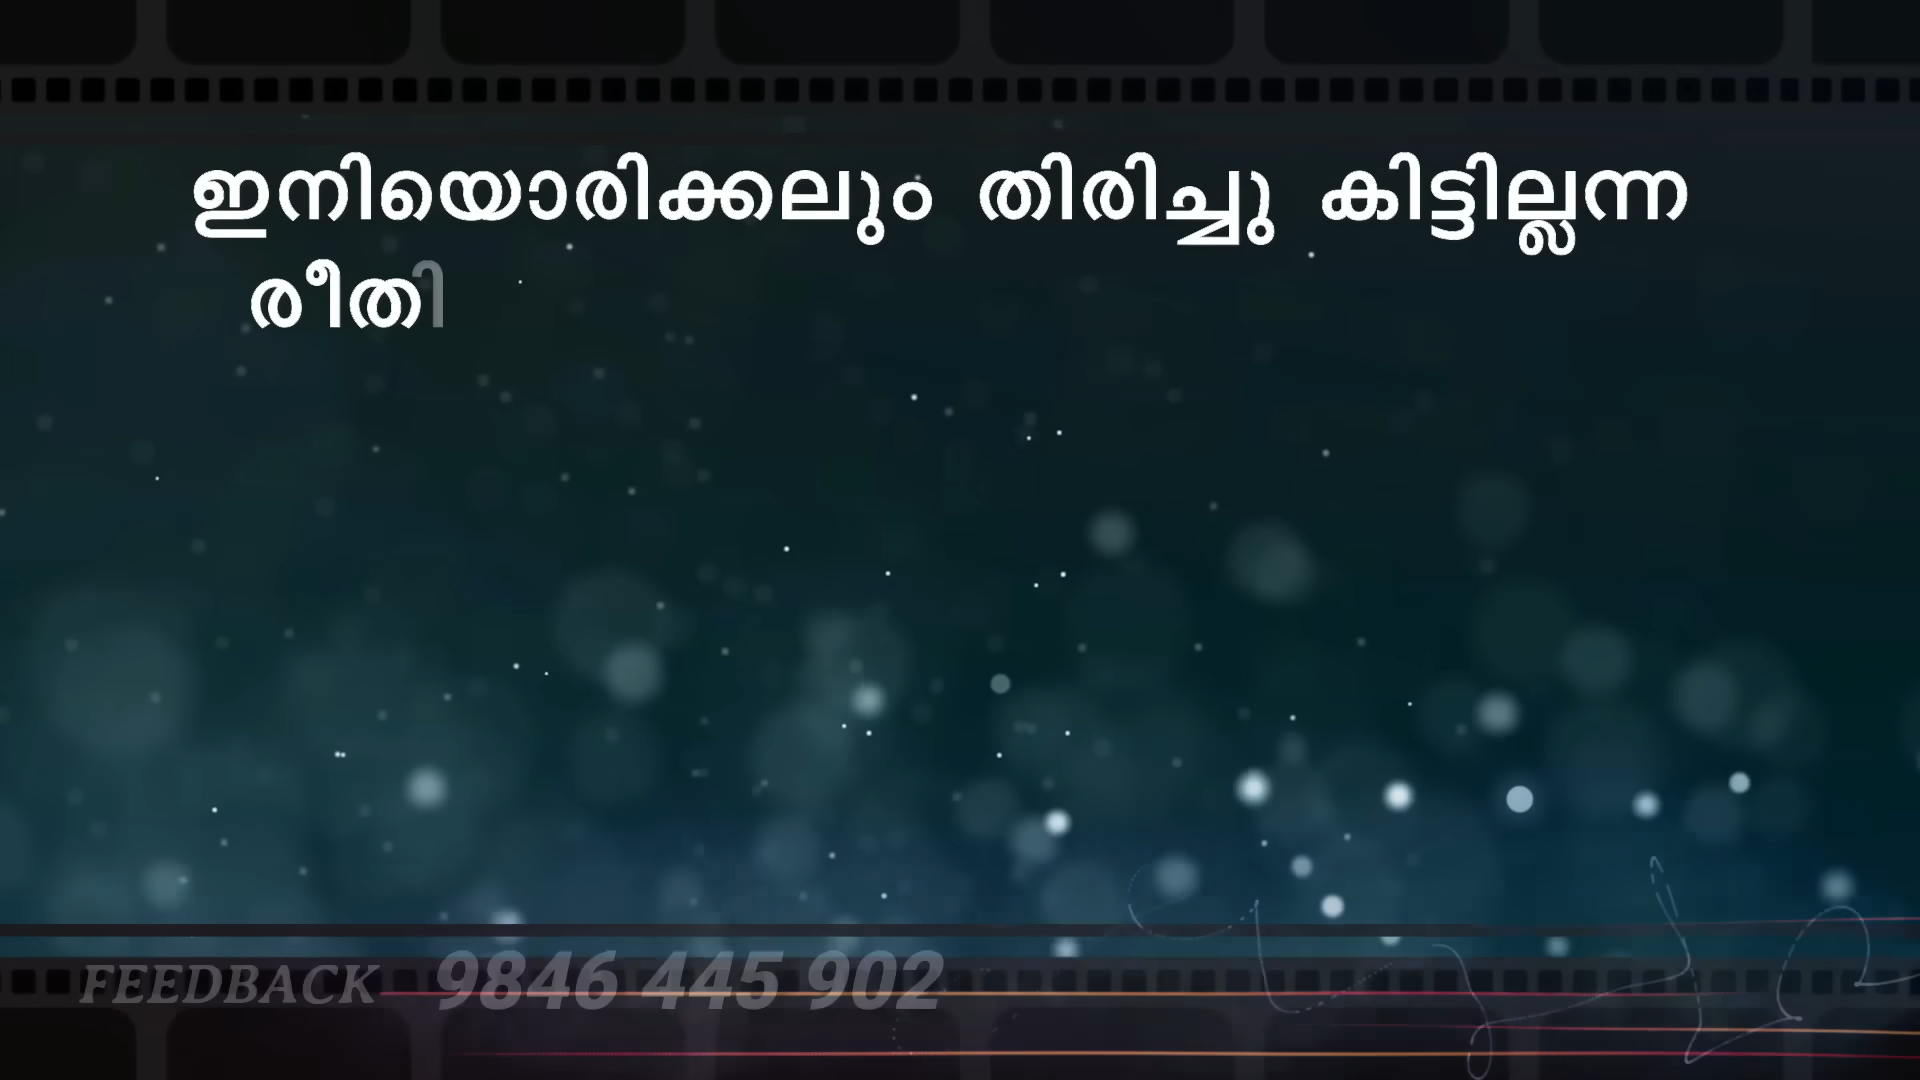 ഇനിയൊരിക്കലും തിരിച്ചു കിട്ടില്ലന്ന
രീതി
FEEDBACK 9846 445 902